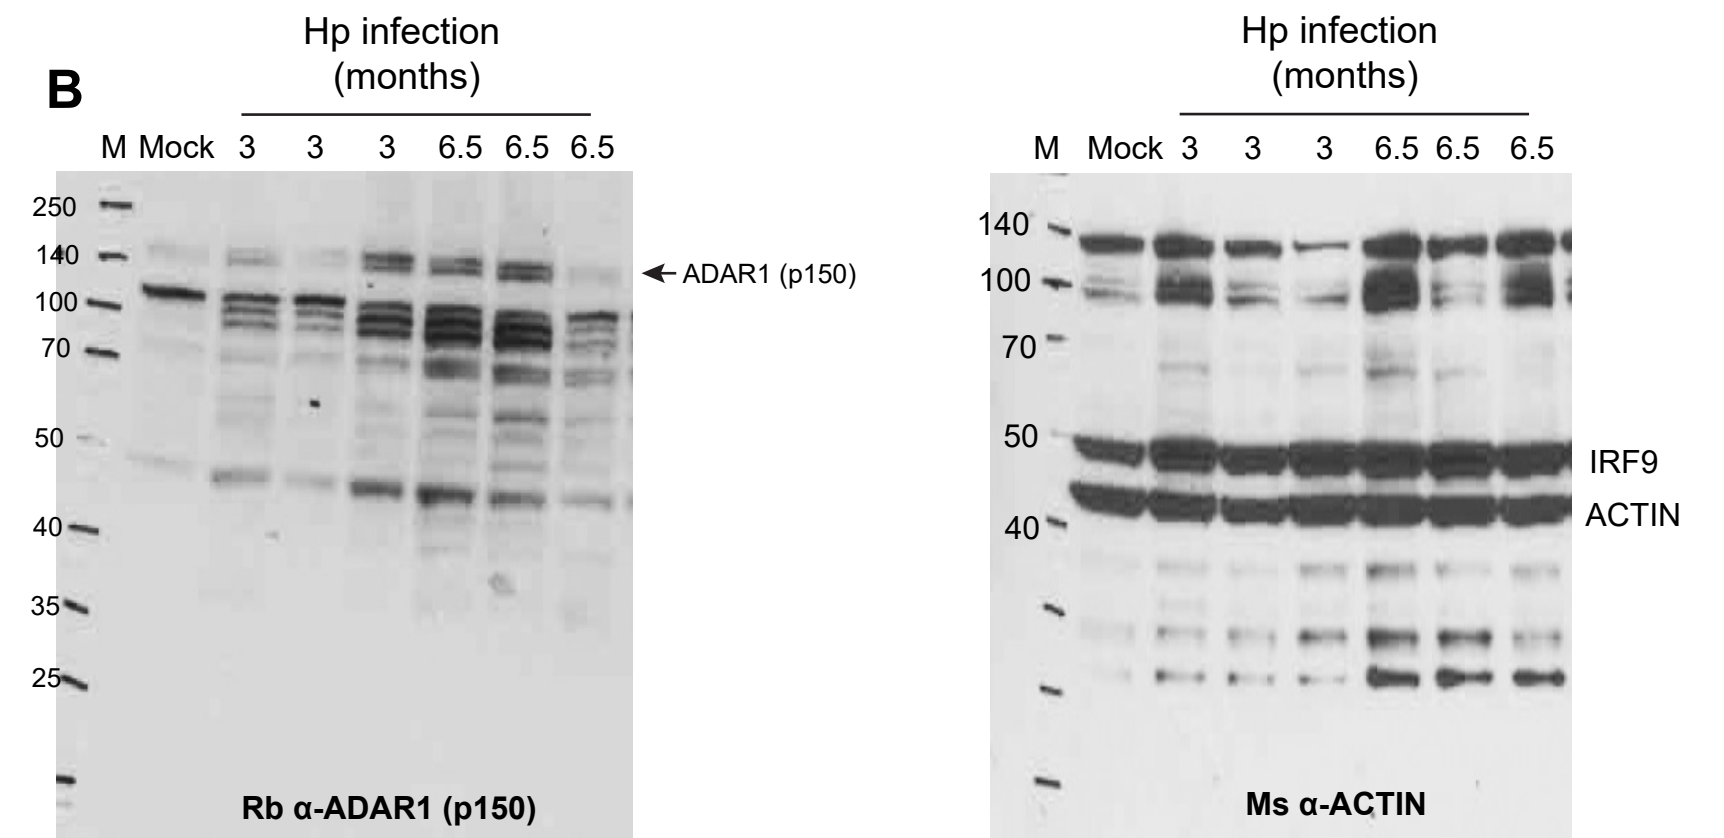 B
Hp infection
(months)
M Mock 3 3 3 6.5 6.5 6.5
250
140
100
70
50
40
35
25
ADAR1 (p150)
Rb α-ADAR1 (p150)
Hp infection
(months)
M Mock 3 3 3 6.5 6.5 6.5
140
100
70
50
40
IRF9
ACTIN
Ms α-ACTIN